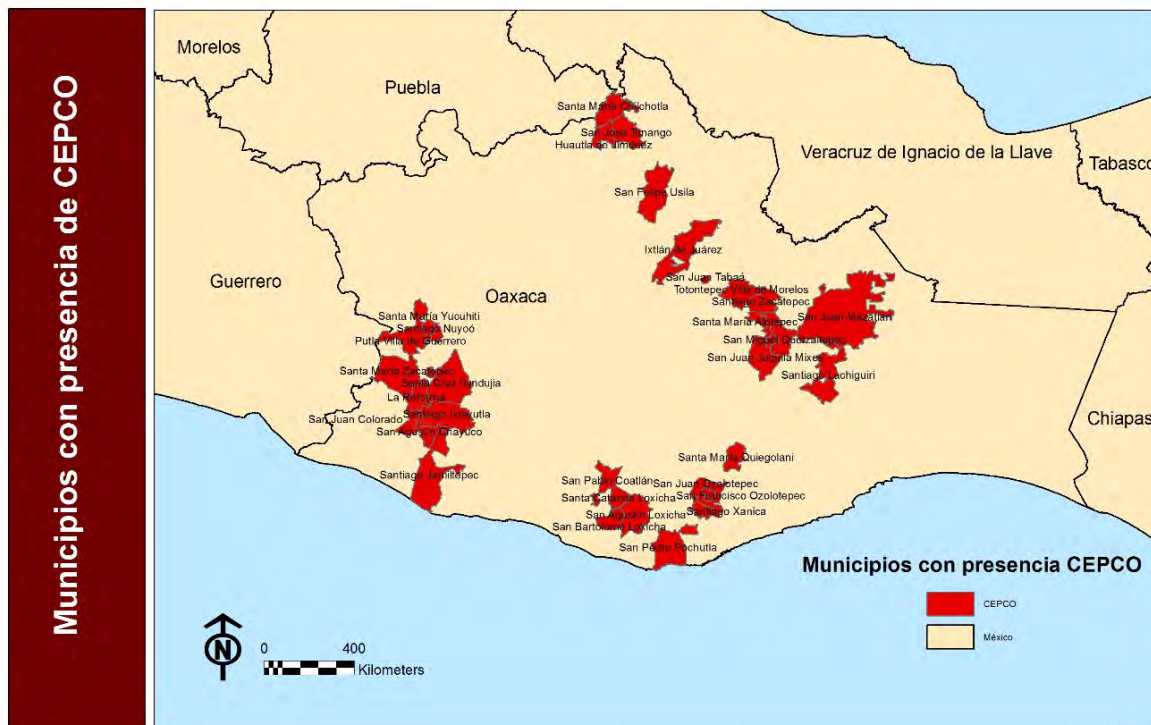 Municipios con presencia de CEPCO
Morelos
Puebla
Santa María Chilchotla
San José Tenango
Huautla de Jiménez
Veracruz de Ignacio de la Llave
Tabasco
San Felipe Usila
Ixtlán de Juárez
San Juan Tabaá
Totontepec Villa de Morelos
Santiago Zacatepec
Guerrero
Oaxaca
Santa María Yucuhiti
Santiago Nuyoó
Putla Villa de Guerrero
Santa María Alotepec
San Juan Mazatlán
San Miguel Quetzaltepec
San Juan Juquila Mixes
Santiago Lachiguiri
Santa María Zacatepec
Santa Cruz Itundujia
La Reforma
San Juan Colorado
Santiago Ixtayutla
San Agustín Chayuco
Chiapas
Santiago Jamiltepec
Santa María Quiegolani
San Pablo Coatlán
San Juan Ozolotepec
Santa Catarina Loxicha
San Francisco Ozolotepec
San Agustín Loxicha
Santiago Xanica
San Bartolomé Loxicha
San Pedro Pochutla
Municipios con presencia CEPCO
CEPCO
México
N
0 400
Kilometers